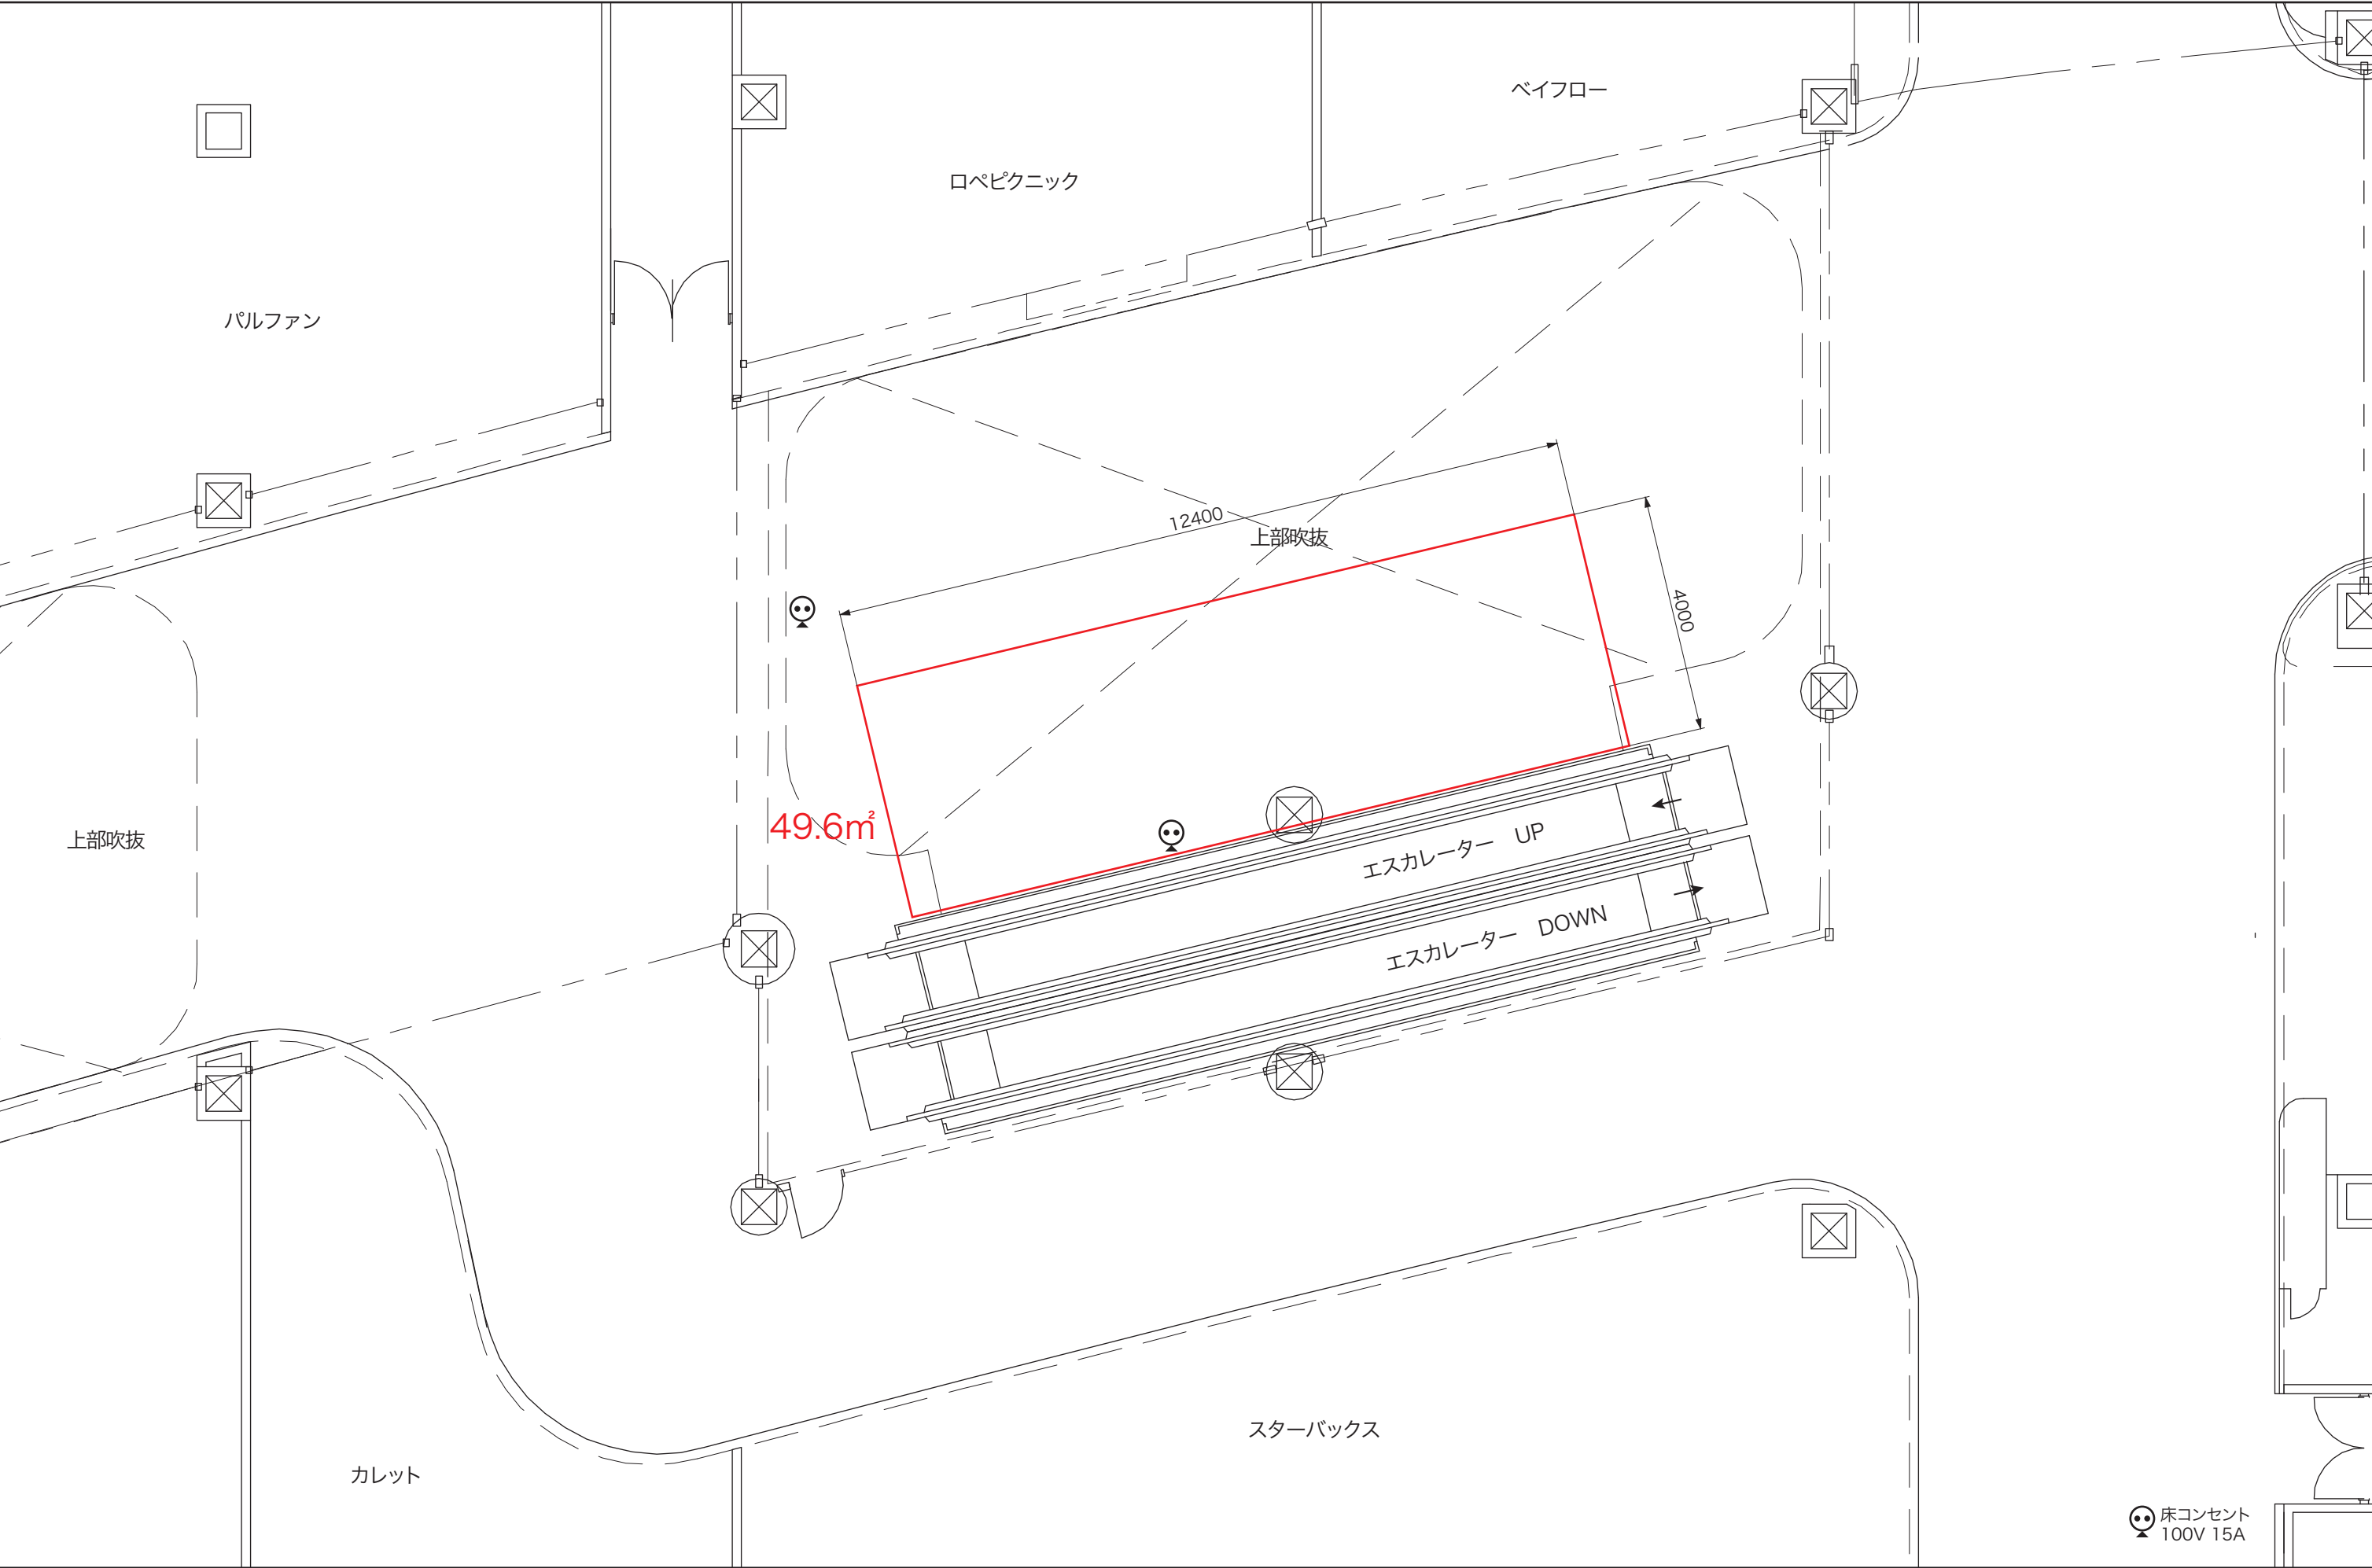 ベイフロー
ロペピクニック
パルファン
12400
上部吹抜
4000
49.6㎡
エスカレーター　UP
上部吹抜
エスカレーター　DOWN
スターバックス
カレット
床コンセント
100V 15A